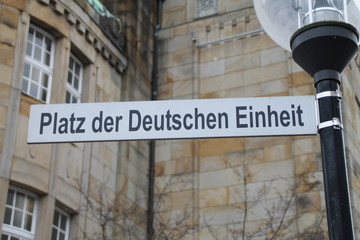 Platz der Deutschen Einheit